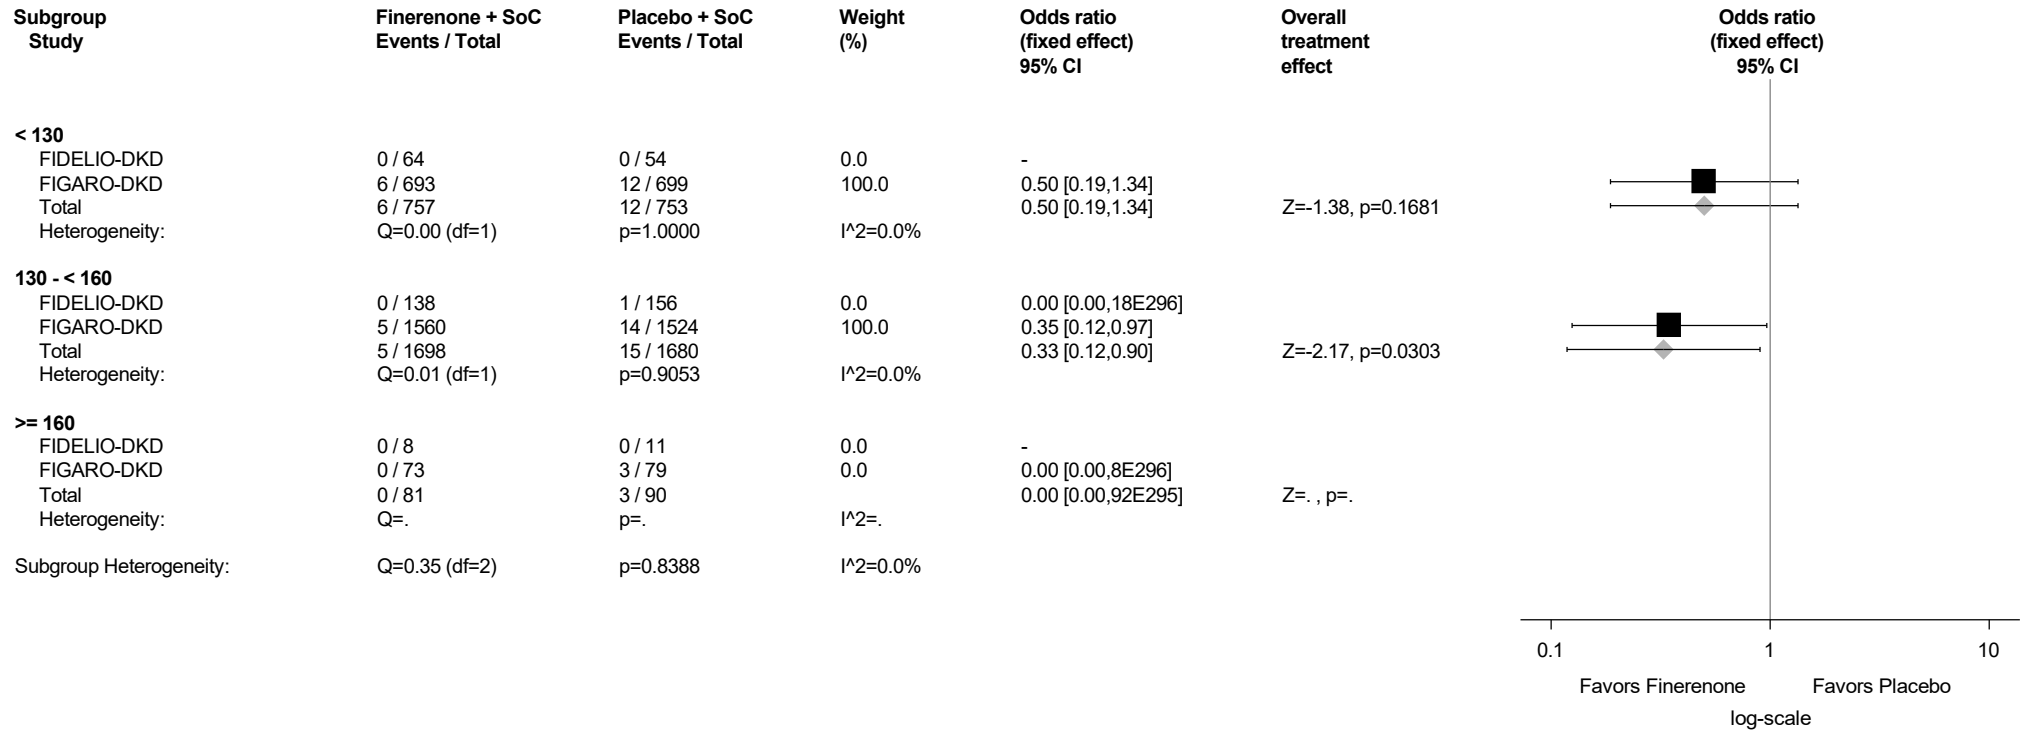 Subgroup Finerenone + SoC Placebo + SoC Weight Odds ratio Overall Odds ratio
Study Events / Total Events / Total (%) (fixed effect) treatment (fixed effect)
95% CI effect 95% CI
< 130
FIDELIO-DKD 0 / 64 0 / 54 0.0 -
FIGARO-DKD 6 / 693 12 / 699 100.0 0.50 [0.19,1.34]
Total 6 / 757 12 / 753 0.50 [0.19,1.34] Z=-1.38, p=0.1681
Heterogeneity: Q=0.00 (df=1) p=1.0000 I^2=0.0%
130 - < 160
FIDELIO-DKD 0 / 138 1 / 156 0.0 0.00 [0.00,18E296]
FIGARO-DKD 5 / 1560 14 / 1524 100.0 0.35 [0.12,0.97]
Total 5 / 1698 15 / 1680 0.33 [0.12,0.90] Z=-2.17, p=0.0303
Heterogeneity: Q=0.01 (df=1) p=0.9053 I^2=0.0%
>= 160
FIDELIO-DKD 0 / 8 0 / 11 0.0 -
FIGARO-DKD 0 / 73 3 / 79 0.0 0.00 [0.00,8E296]
Total 0 / 81 3 / 90 0.00 [0.00,92E295] Z=. , p=.
Heterogeneity: Q=. p=. I^2=.
Subgroup Heterogeneity: Q=0.35 (df=2) p=0.8388 I^2=0.0%
0.1 1 10
Favors Finerenone Favors Placebo
log-scale